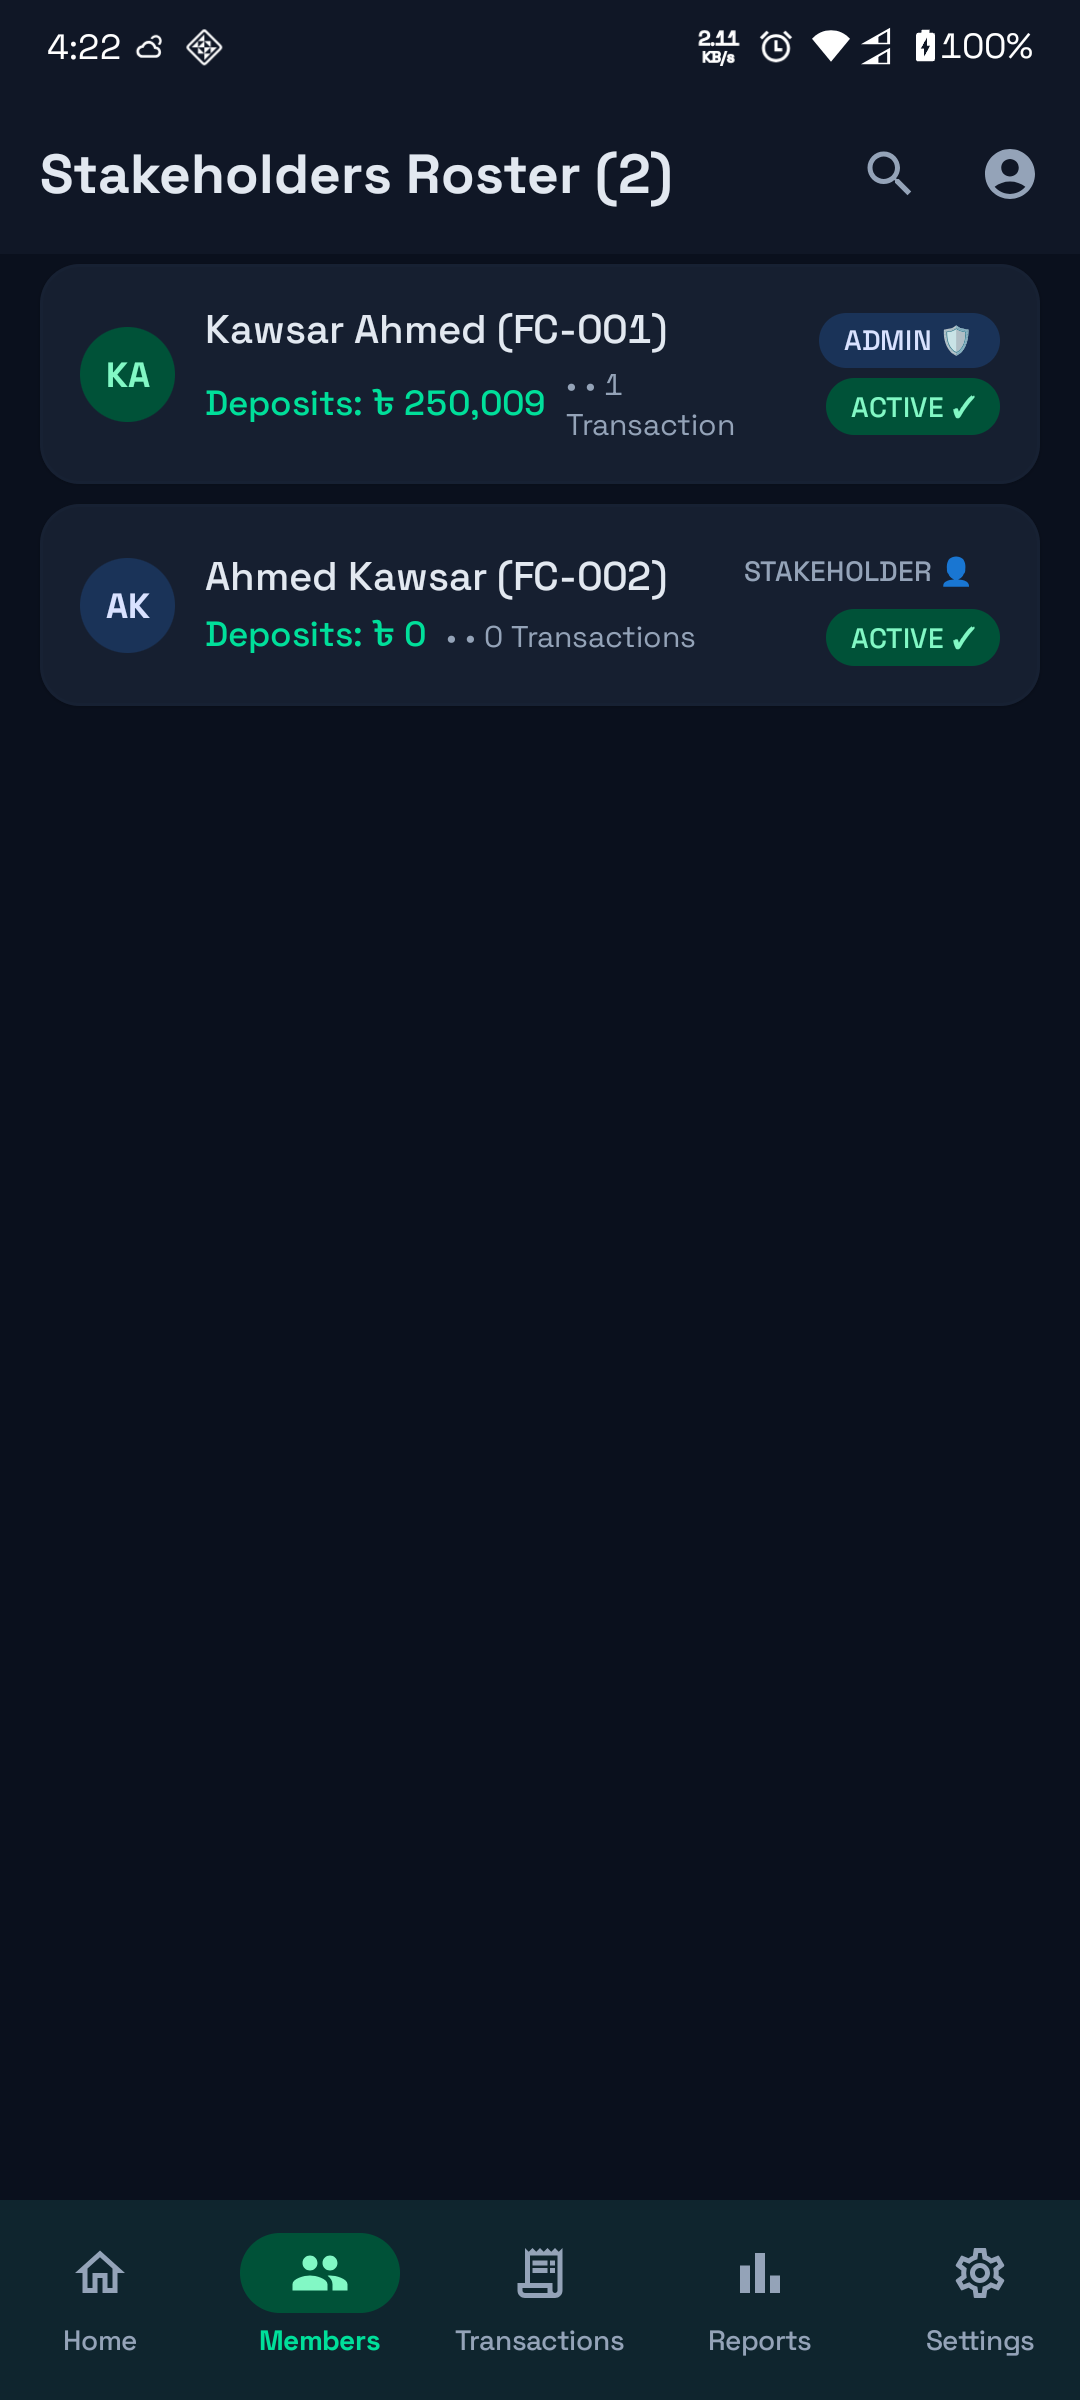 4:22
2.11
KB/s
100%
Stakeholders Roster (2)
KA
Kawsar Ahmed (FC-001)
Deposits: ৳ 250,009
• • 1
Transaction
ADMIN 🛡️
ACTIVE ✓
AK
Ahmed Kawsar (FC-002)
Deposits: ৳ 0 • • 0 Transactions
STAKEHOLDER 👤
ACTIVE ✓
Home
Members
Transactions
Reports
Settings